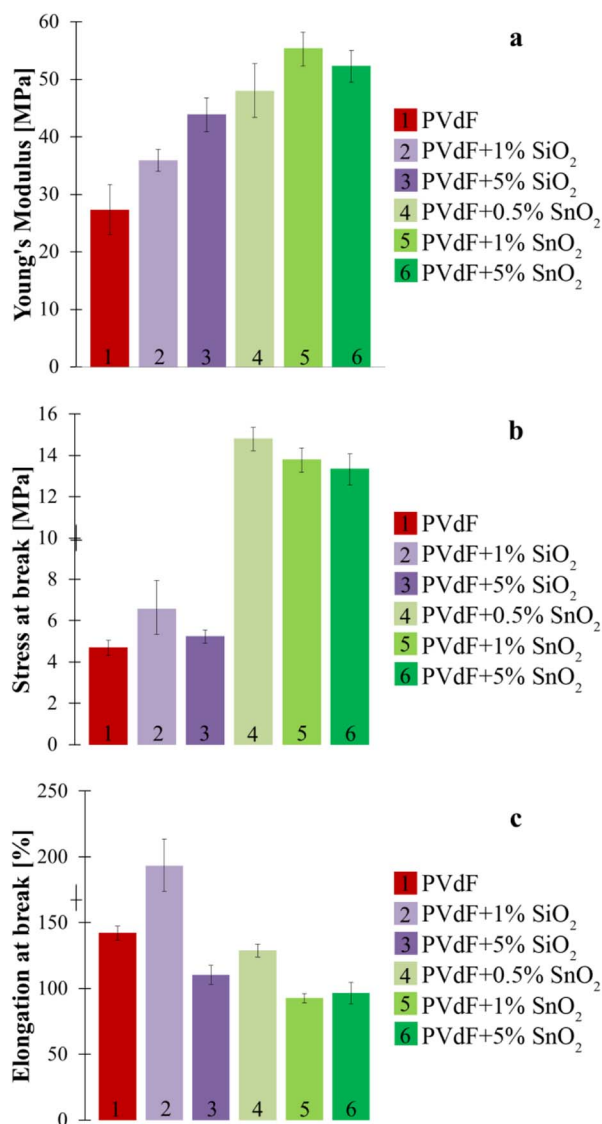 a
Young's Modulus [MPa]
60
50
40
30
20
10
0
1
2
3
4
5
6
1 PVdF
2 PVdF+1% SiO₂
3 PVdF+5% SiO₂
4 PVdF+0.5% SnO₂
5 PVdF+1% SnO₂
6 PVdF+5% SnO₂
b
Stress at break [MPa]
16
14
12
10
8
6
4
2
0
1
2
3
4
5
6
1 PVdF
2 PVdF+1% SiO₂
3 PVdF+5% SiO₂
4 PVdF+0.5% SnO₂
5 PVdF+1% SnO₂
6 PVdF+5% SnO₂
c
Elongation at break [%]
250
200
150
100
50
0
1
2
3
4
5
6
1 PVdF
2 PVdF+1% SiO₂
3 PVdF+5% SiO₂
4 PVdF+0.5% SnO₂
5 PVdF+1% SnO₂
6 PVdF+5% SnO₂